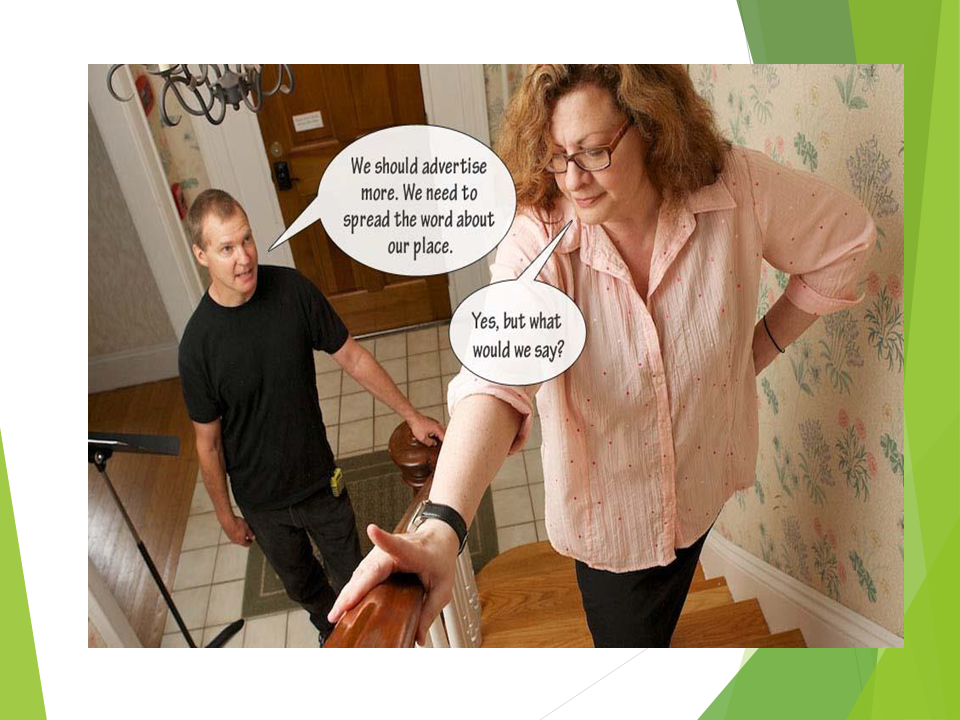 We should advertise
more. We need to
spread the word about
our place.
Yes, but what
would we say?